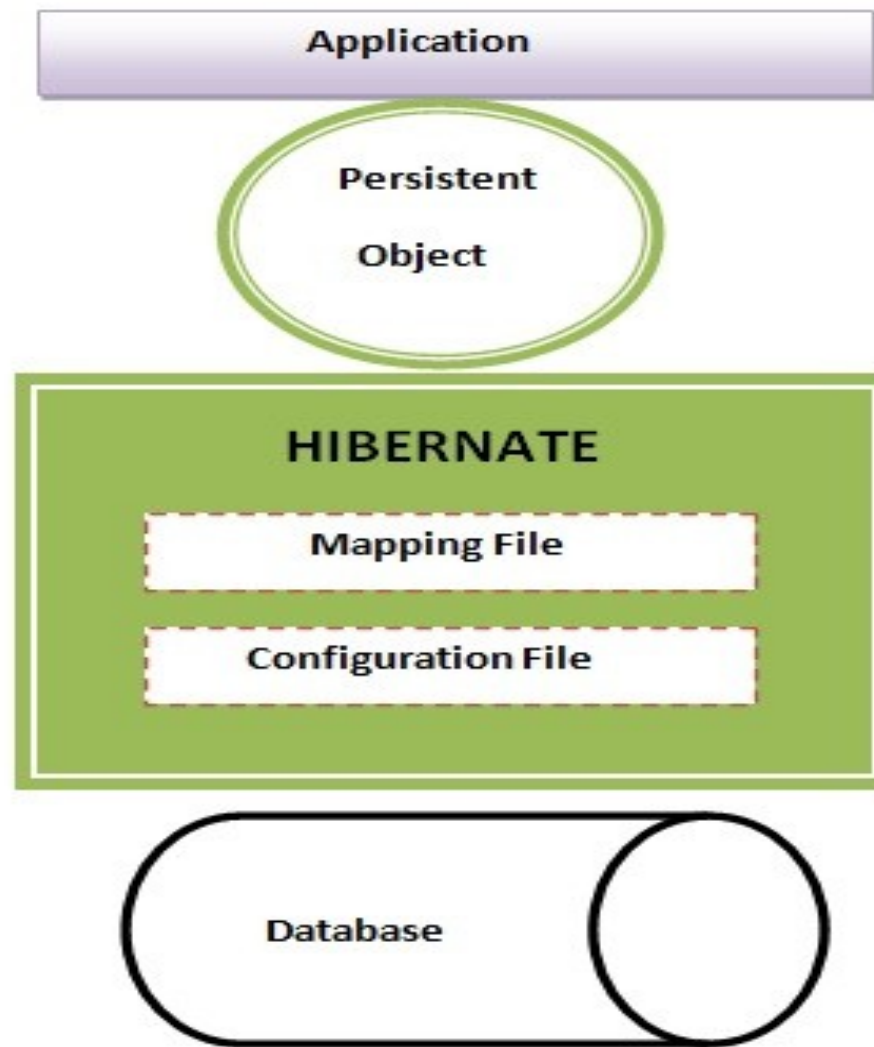 Application
Persistent
Object
HIBERNATE
Mapping File
Configuration File
Database